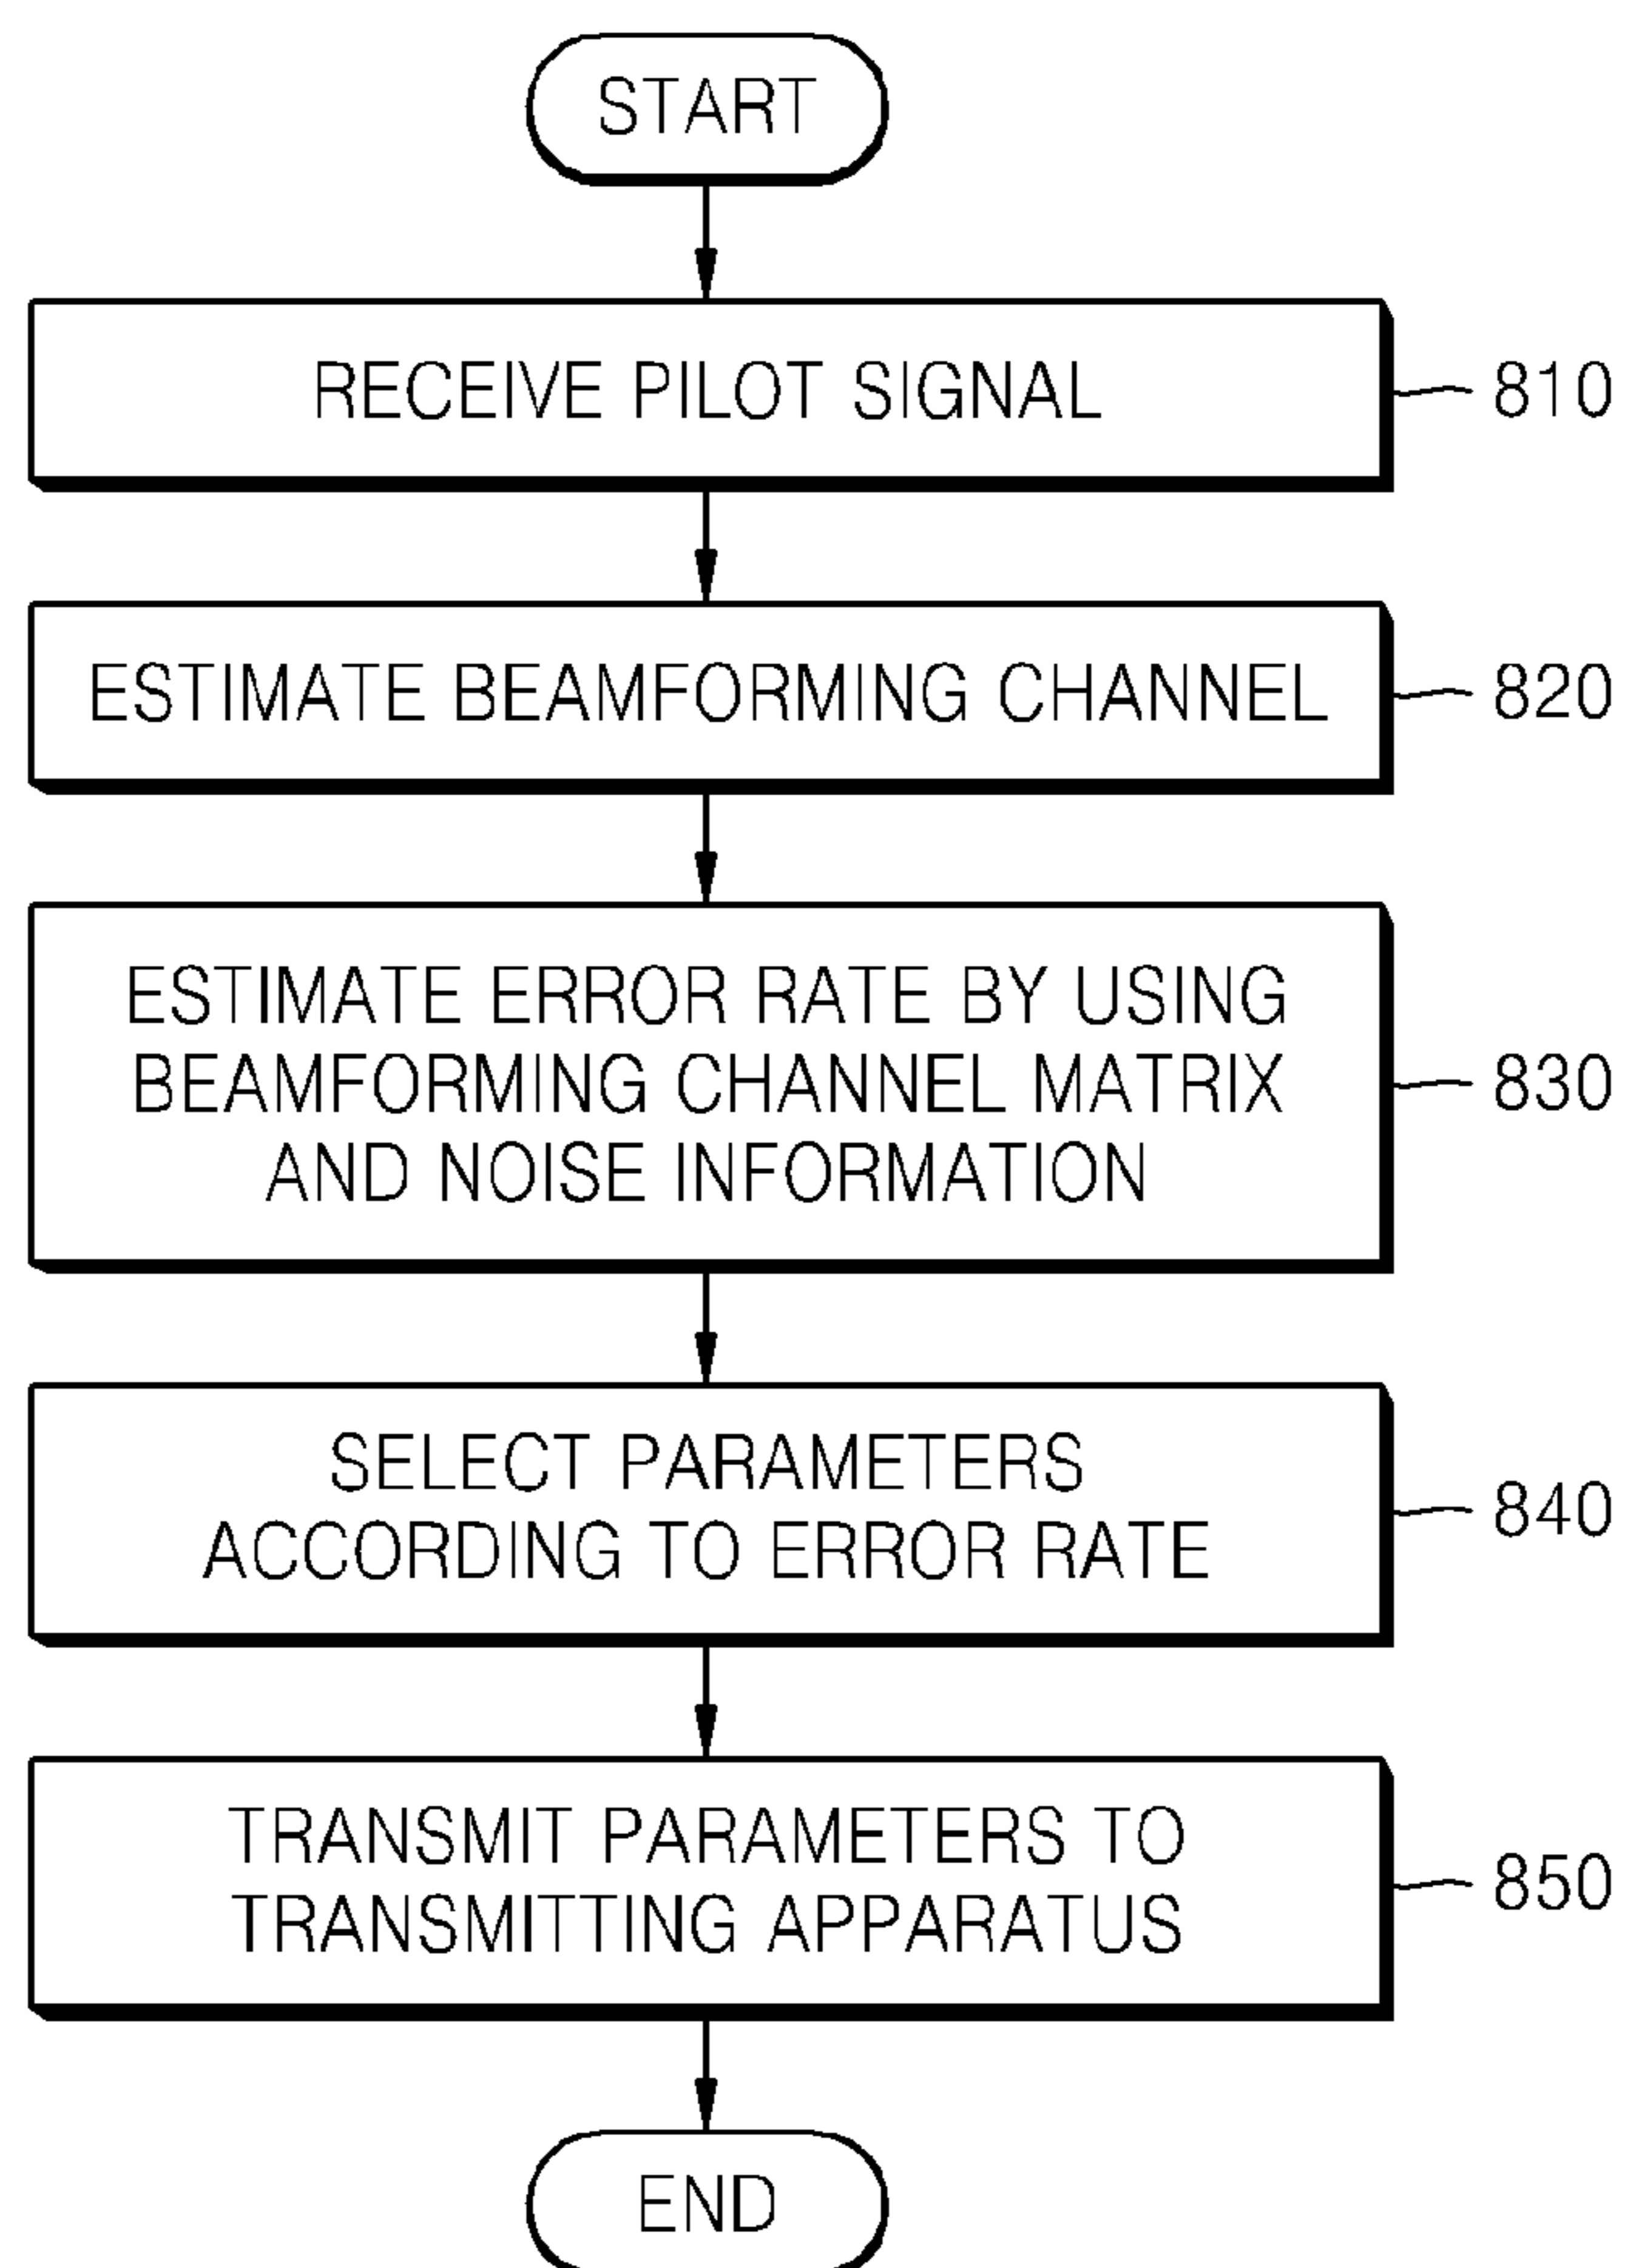 START
RECEIVE PILOT SIGNAL
810
ESTIMATE BEAMFORMING CHANNEL
820
ESTIMATE ERROR RATE BY USING
BEAMFORMING CHANNEL MATRIX
AND NOISE INFORMATION
830
SELECT PARAMETERS
ACCORDING TO ERROR RATE
840
TRANSMIT PARAMETERS TO
TRANSMITTING APPARATUS
850
END